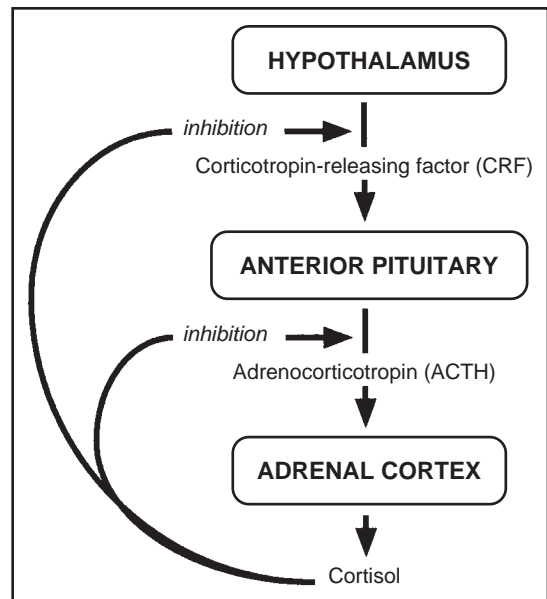 HYPOTHALAMUS
inhibition
Corticotropin-releasing factor (CRF)
ANTERIOR PITUITARY
inhibition
Adrenocorticotropin (ACTH)
ADRENAL CORTEX
Cortisol